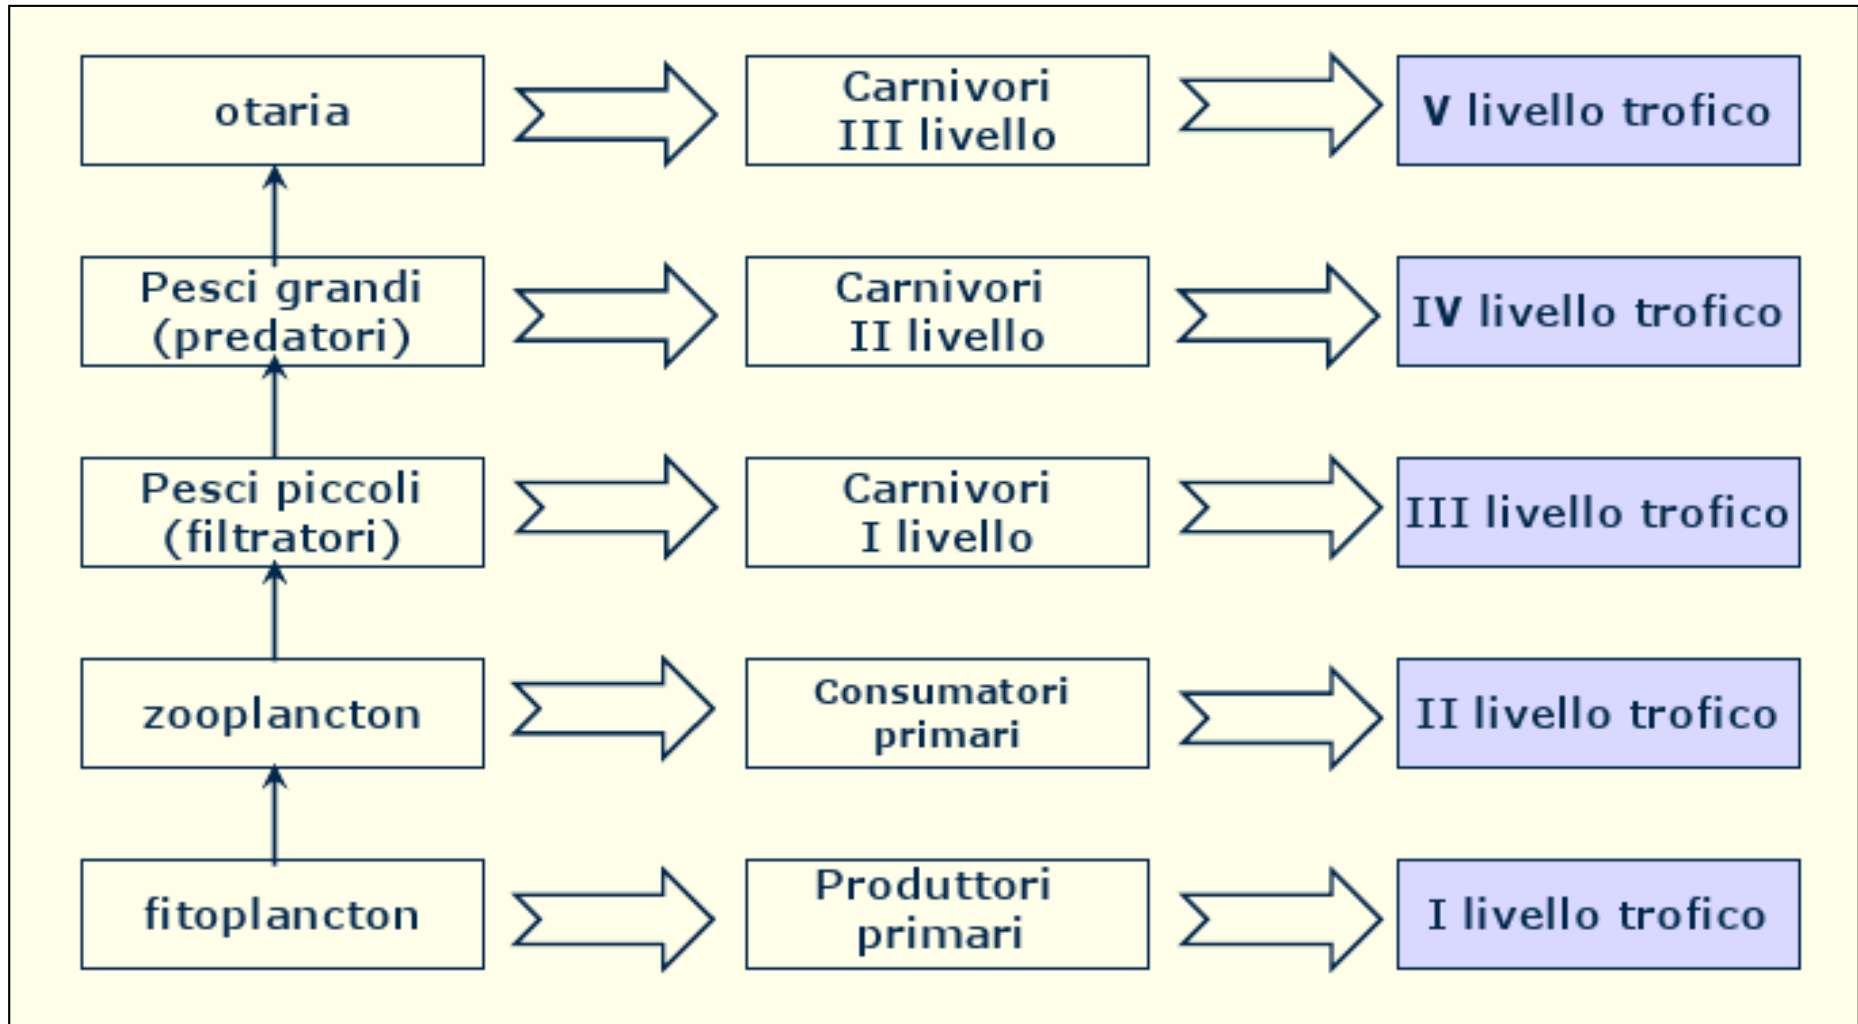 otaria
Carnivori
III livello
V livello trofico
Pesci grandi
(predatori)
Carnivori
II livello
IV livello trofico
Pesci piccoli
(filtratori)
Carnivori
I livello
III livello trofico
zooplancton
Consumatori
primari
II livello trofico
fitoplancton
Produttori
primari
I livello trofico